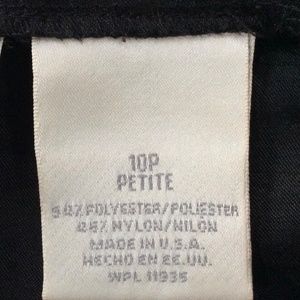 10P
PETITE
54% POLYESTER/POLIESTER
46% NYLON/NILON
MADE IN U.S.A.
HECHO EN EE.UU.
WPL 11935